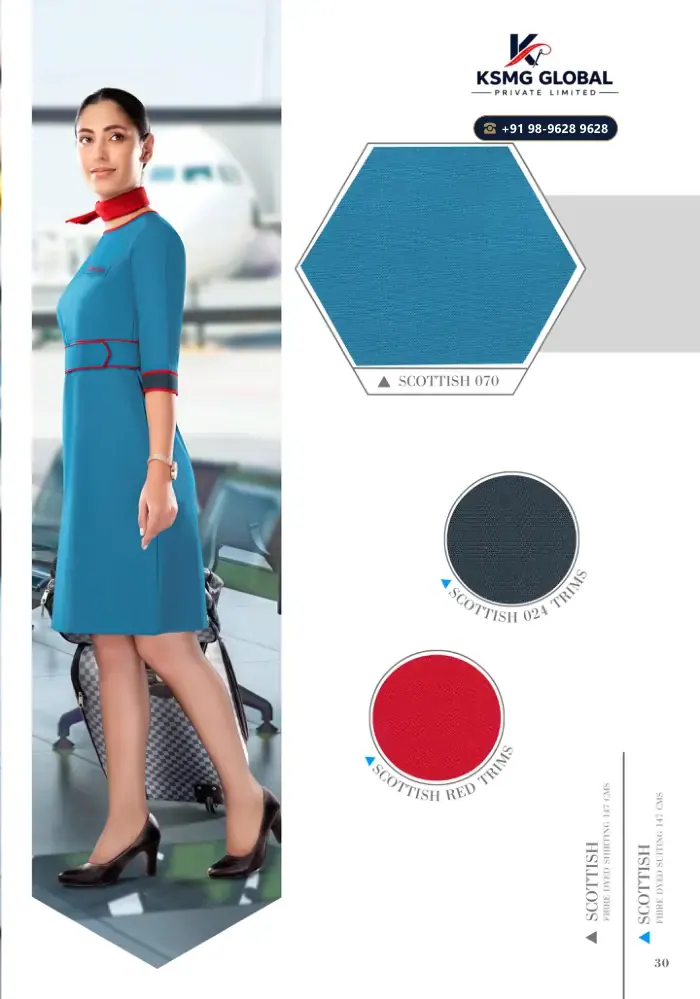 KSMG GLOBAL
PRIVATE LIMITED
+91 98-9628 9628
SCOTTISH 070
SCOTTISH 024 TRIMS
SCOTTISH RED TRIMS
SCOTTISH
FIBRE DYED SHIRTING 147 CMS
SCOTTISH
FIBRE DYED SUITING 147 CMS
30